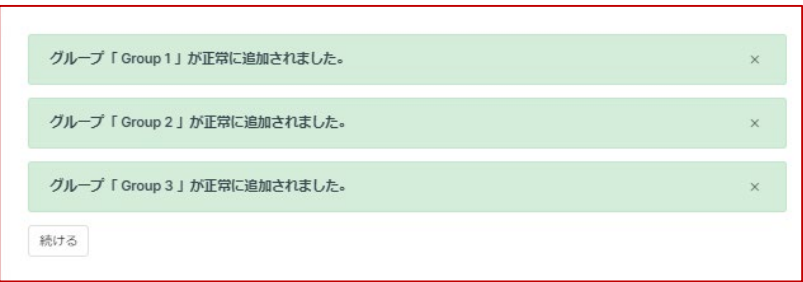 グループ「 Group 1 」が正常に追加されました。
×
グループ「 Group 2 」が正常に追加されました。
×
グループ「 Group 3 」が正常に追加されました。
×
続ける